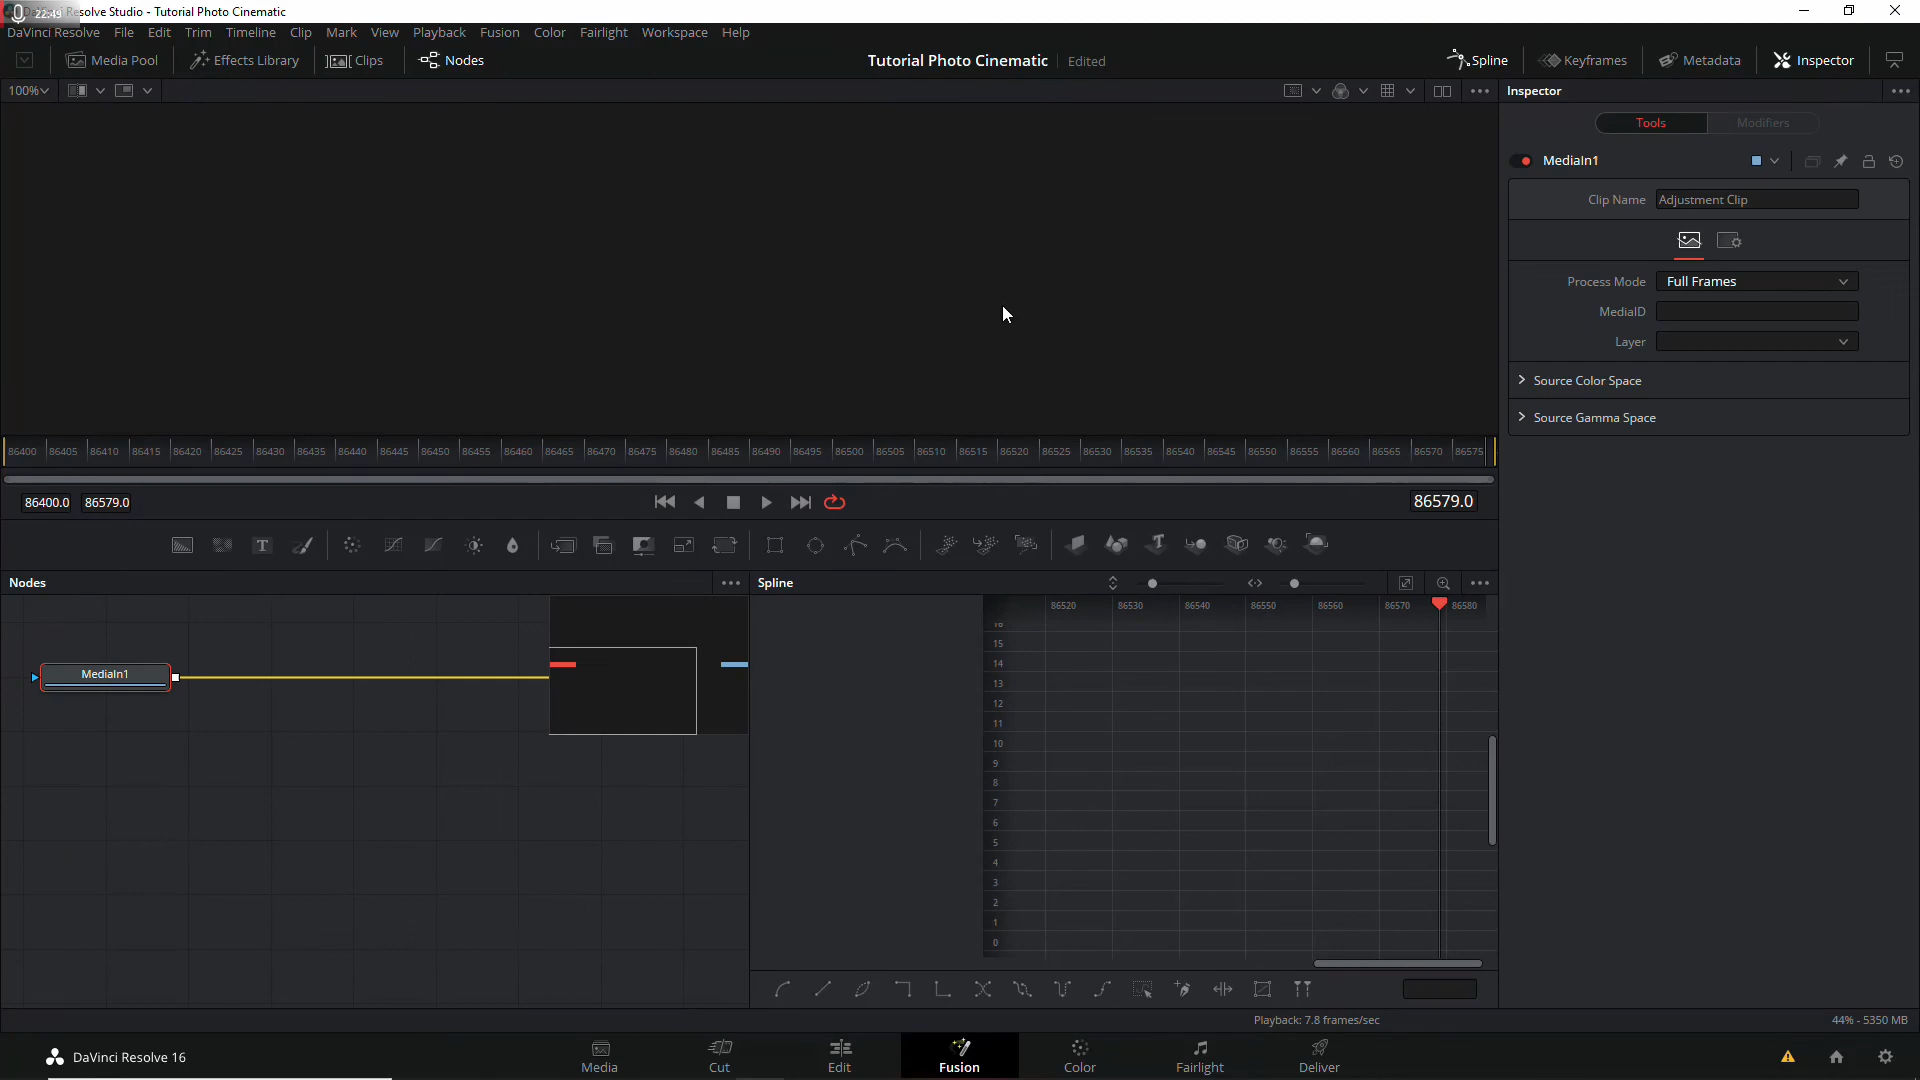 22:49
Resolve Studio - Tutorial Photo Cinematic
DaVinci Resolve File Edit Trim Timeline Clip Mark View Playback Fusion Color Fairlight Workspace Help
Media Pool Effects Library Clips Nodes Tutorial Photo Cinematic Edited Spline Keyframes Metadata Inspector
100% Inspector
Tools Modifiers
MediaIn1
Clip Name Adjustment Clip
Process Mode Full Frames
MediaID
Layer
Source Color Space
Source Gamma Space
86400 86405 86410 86415 86420 86425 86430 86435 86440 86445 86450 86455 86460 86465 86470 86475 86480 86485 86490 86495 86500 86505 86510 86515 86520 86525 86530 86535 86540 86545 86550 86555 86560 86565 86570 86575
86400.0 86579.0 86579.0
Nodes Spline
86520 86530 86540 86550 86560 86570 86580
16
15
14
13
12
11
10
9
8
7
6
5
4
3
2
1
0
MediaIn1
Playback: 7.8 frames/sec 44% - 5350 MB
DaVinci Resolve 16 Media Cut Edit Fusion Color Fairlight Deliver